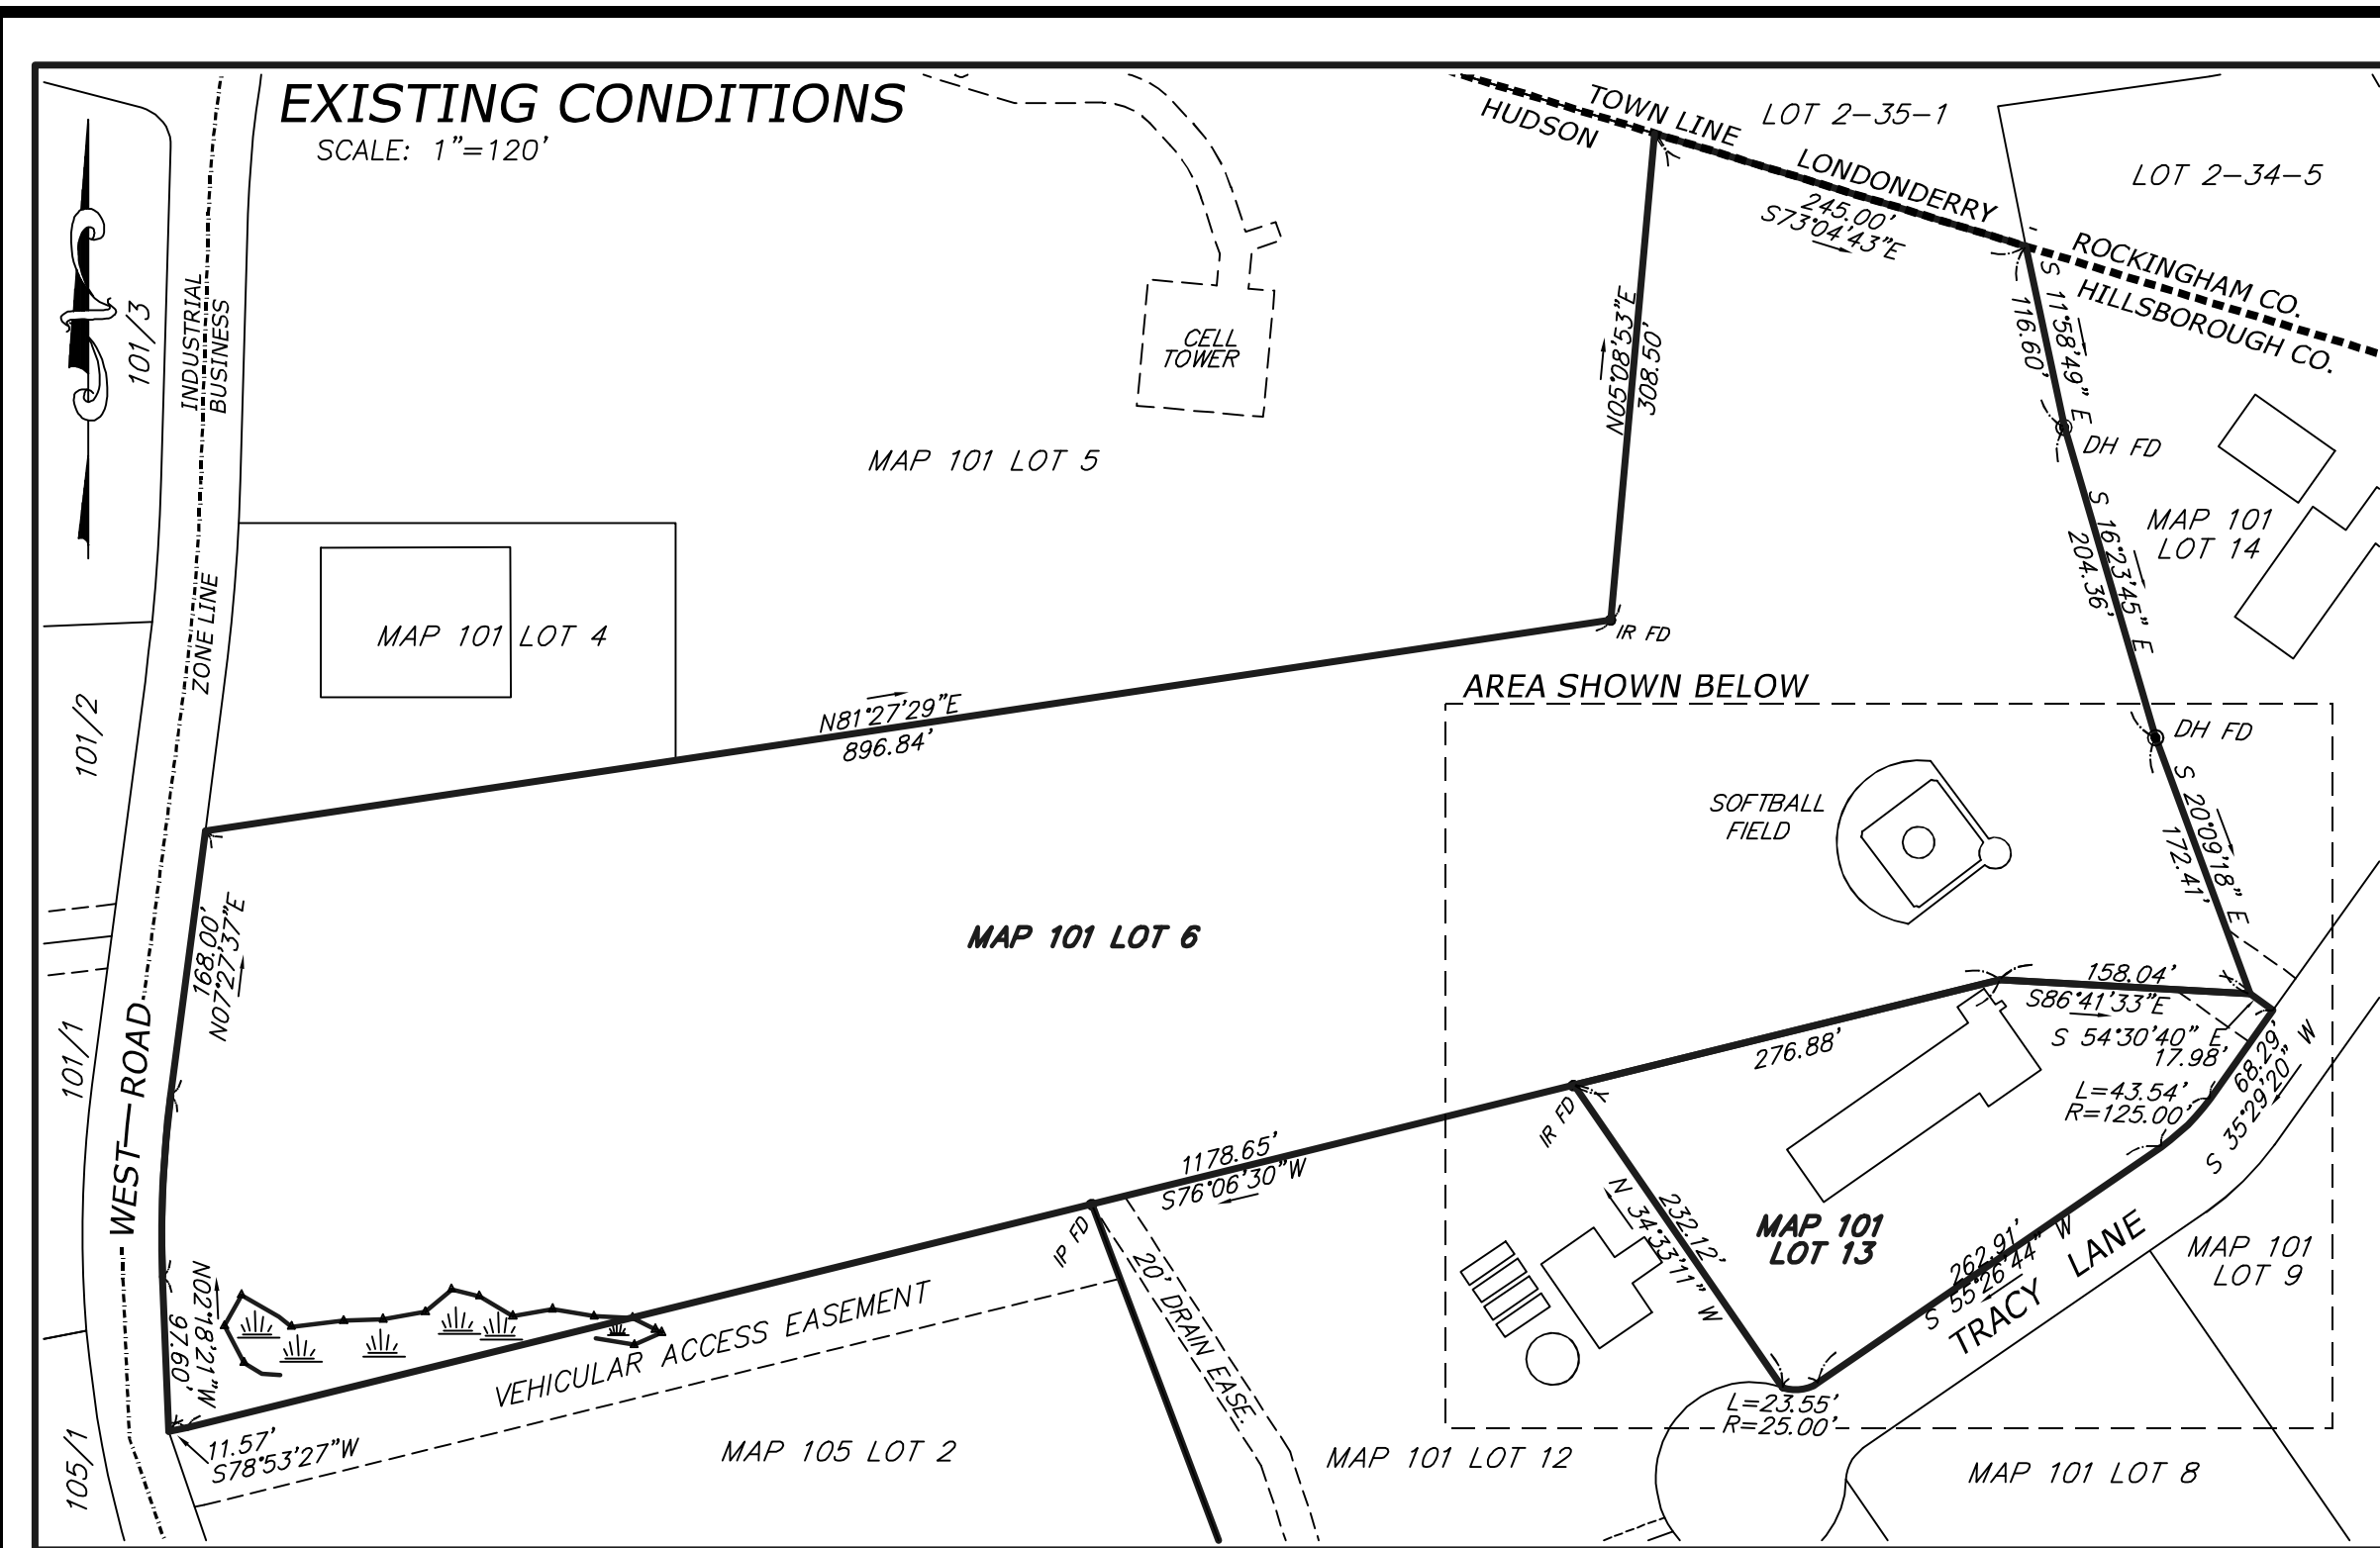 EXISTING CONDITIONS
SCALE: 1"=120'
TOWN LINE
HUDSON
LONDONDERRY
LOT 2-35-1
LOT 2-34-5
245.00'
S73°04'43"E
ROCKINGHAM CO.
HILLSBOROUGH CO.
S 11°58'49" E
116.60'
101/3
INDUSTRIAL
BUSINESS
CELL
TOWER
N05°08'53"E
308.50'
MAP 101 LOT 5
DH FD
S 16°23'45" E
204.36'
MAP 101
LOT 14
ZONE LINE
MAP 101 LOT 4
IR FD
AREA SHOWN BELOW
101/2
N81°27'29"E
896.84'
DH FD
SOFTBALL
FIELD
S 20°09'18" E
172.41'
168.00'
N07°27'37"E
MAP 101 LOT 6
158.04'
S86°41'33"E
S 54°30'40" E
17.98'
68.29'
S 35°29'20" W
276.88'
L=43.54'
R=125.00'
101/1
WEST ROAD
IR FD
1178.65'
S76°06'30"W
232.12'
N 34°33'11" W
MAP 101
LOT 13
262.91'
S 55°26'44" W
TRACY LANE
MAP 101
LOT 9
IP FD
20' DRAIN EASE.
N02°18'21"W
97.60'
VEHICULAR ACCESS EASEMENT
L=23.55'
R=25.00'
11.57'
S78°53'27"W
MAP 105 LOT 2
MAP 101 LOT 12
MAP 101 LOT 8
105/1